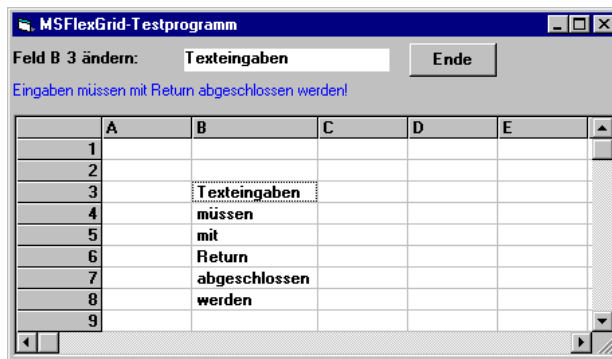 MSFlexGrid-Testprogramm
Feld B 3 ändern: Texteingaben Ende
Eingaben müssen mit Return abgeschlossen werden!
A B C D E
1
2
3 Texteingaben
4 müssen
5 mit
6 Return
7 abgeschlossen
8 werden
9